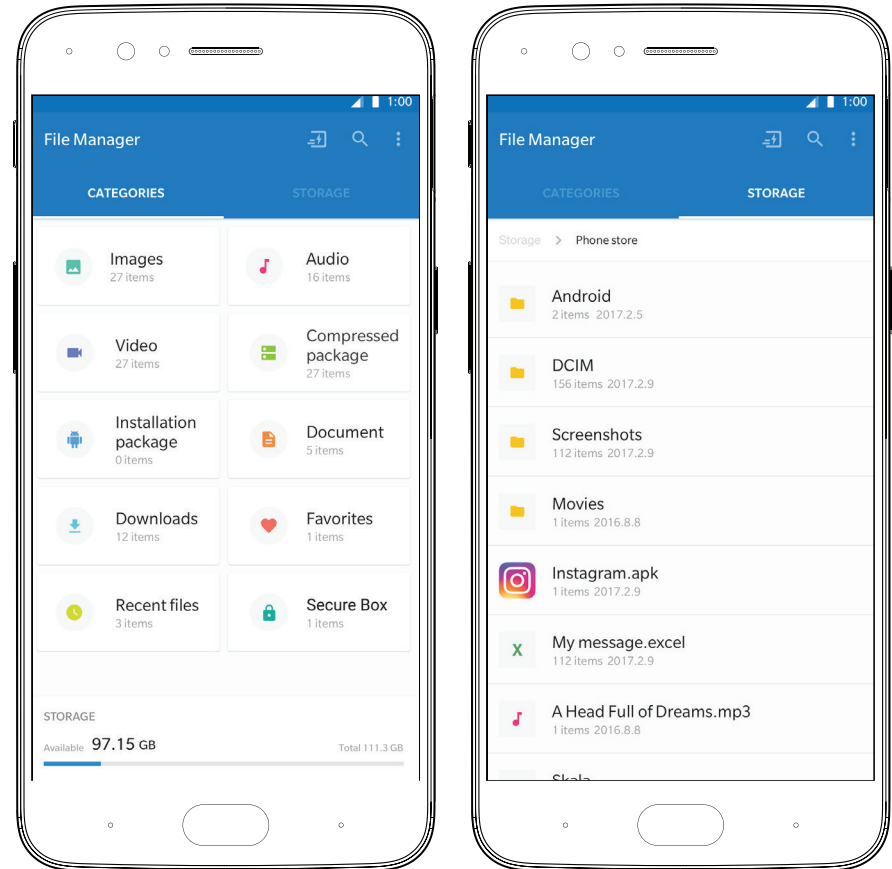 1:00
File Manager
CATEGORIES STORAGE
Images
27 items
Audio
16 items
Video
27 items
Compressed
package
27 items
Installation
package
0 items
Document
5 items
Downloads
12 items
Favorites
1 items
Recent files
3 items
Secure Box
1 items
STORAGE
Available 97.15 GB
Total 111.3 GB
1:00
File Manager
CATEGORIES STORAGE
Storage > Phone store
Android
2 items 2017.2.5
DCIM
156 items 2017.2.9
Screenshots
112 items 2017.2.9
Movies
1 items 2016.8.8
Instagram.apk
1 items 2017.2.9
X
My message.excel
112 items 2017.2.9
A Head Full of Dreams.mp3
1 items 2016.8.8
Skala